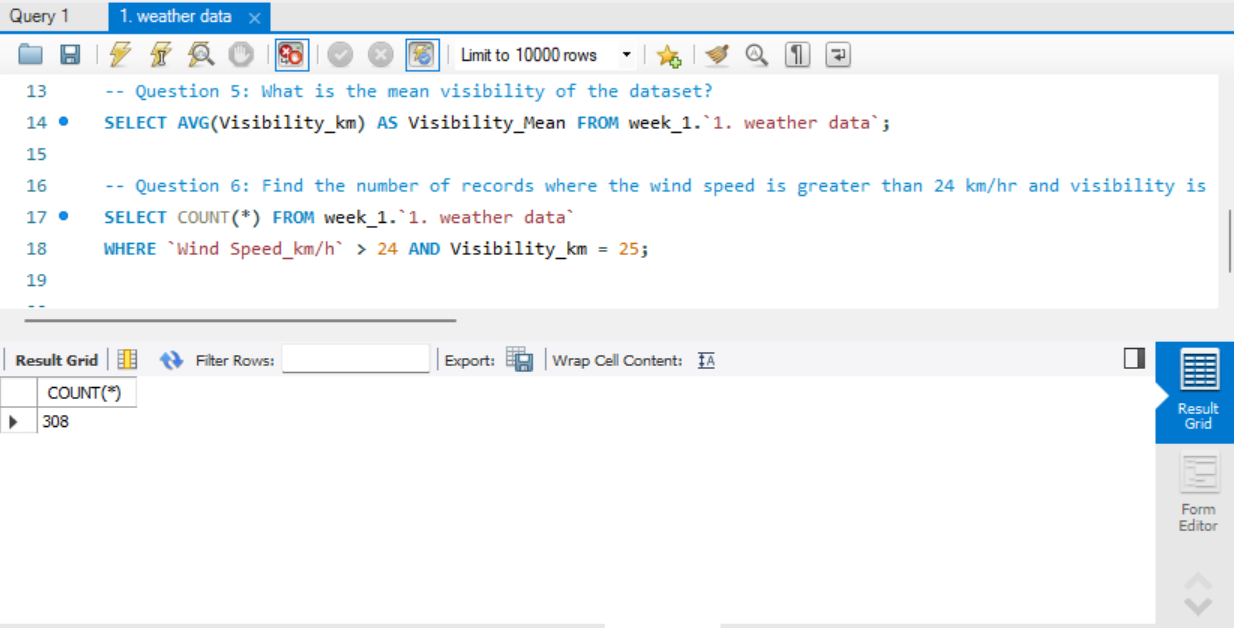 Query 1
1. weather data
Limit to 10000 rows
13 -- Question 5: What is the mean visibility of the dataset?
14 SELECT AVG(Visibility_km) AS Visibility_Mean FROM week_1.`1. weather data`;
15
16 -- Question 6: Find the number of records where the wind speed is greater than 24 km/hr and visibility is
17 SELECT COUNT(*) FROM week_1.`1. weather data`
18 WHERE `Wind Speed_km/h` > 24 AND Visibility_km = 25;
19
Result Grid
Filter Rows:
Export:
Wrap Cell Content:
COUNT(*)
308
Result
Grid
Form
Editor